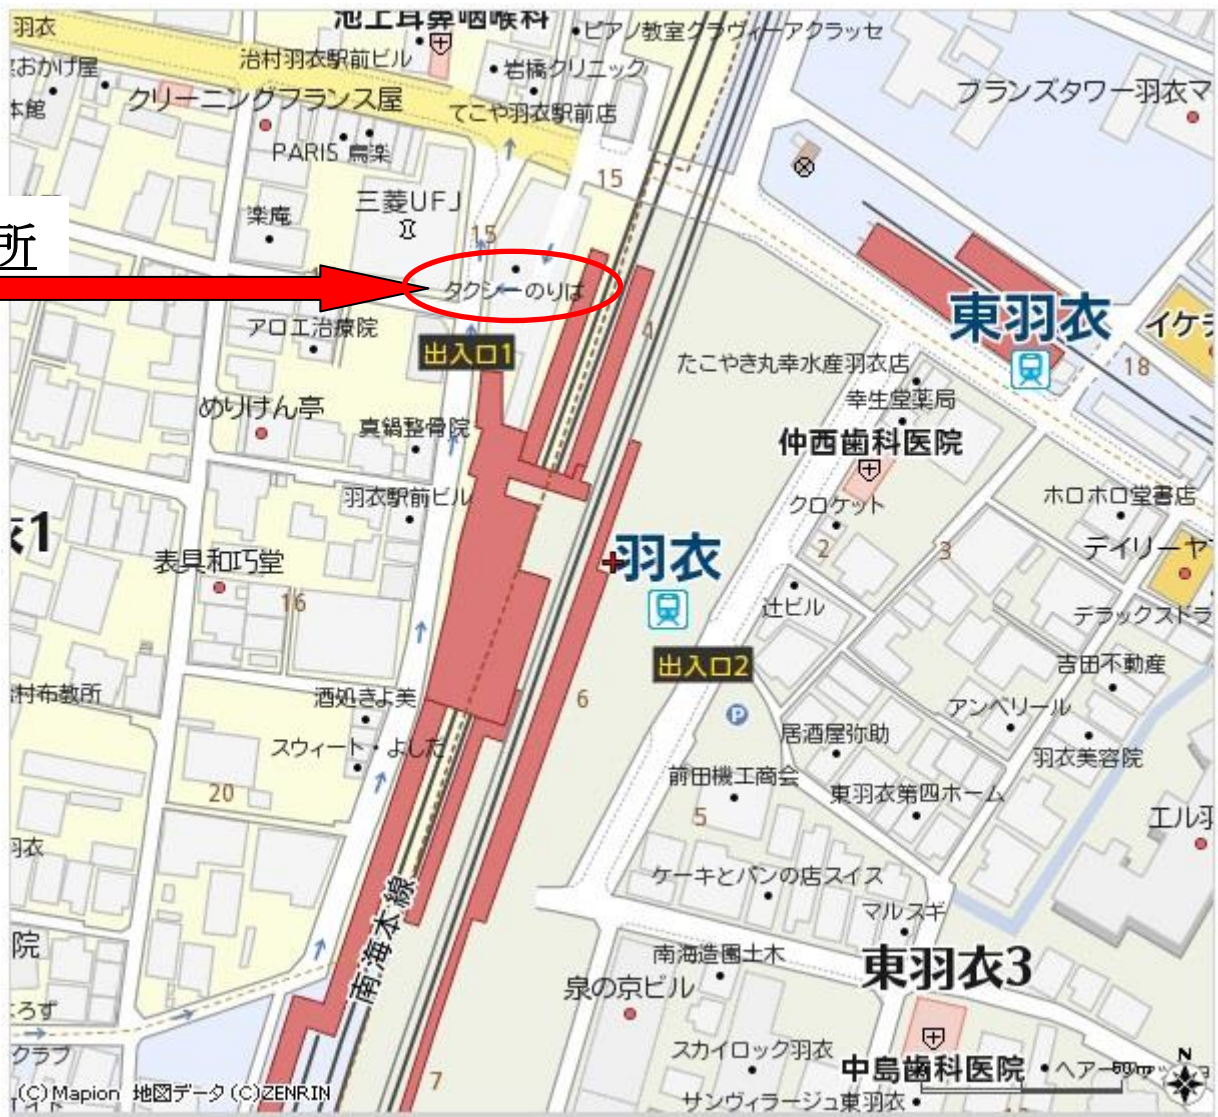 羽衣
池上耳鼻咽喉科
ピアノ教室クラヴィーアクラッセ
治村羽衣駅前ビル
おかげ屋
岩橋クリニック
本館
クリーニングフランス屋
てこや羽衣駅前店
ブランズタワー羽衣マ
PARIS 鳥楽
15
三菱UFJ
楽庵
所
15
タクシーのりば
4
東羽衣
イケチ
アロエ治療院
出入口1
たこやき丸幸水産羽衣店
18
幸生堂薬局
めりけん亭
真鍋整骨院
仲西歯科医院
羽衣駅前ビル
クロケット
ホロホロ堂書店
衣1
羽衣
2
3
デイリーヤマ
表具和巧堂
16
辻ビル
デラックスドラ
出入口2
吉田不動産
村布教所
酒処きよ美
6
アンベリール
スウィート・よしだ
居酒屋弥助
羽衣美容院
前田機工商会
20
5
東羽衣第四ホーム
エル羽
羽衣
ケーキとパンの店スイス
南海本線
マルスギ
院
南海造園土木
東羽衣3
泉の京ビル
ろず
スカイロック羽衣
クラブ
7
中島歯科医院
ヘアー
60m
N
(C)Mapion 地図データ(C)ZENRIN
サンヴィラージュ東羽衣